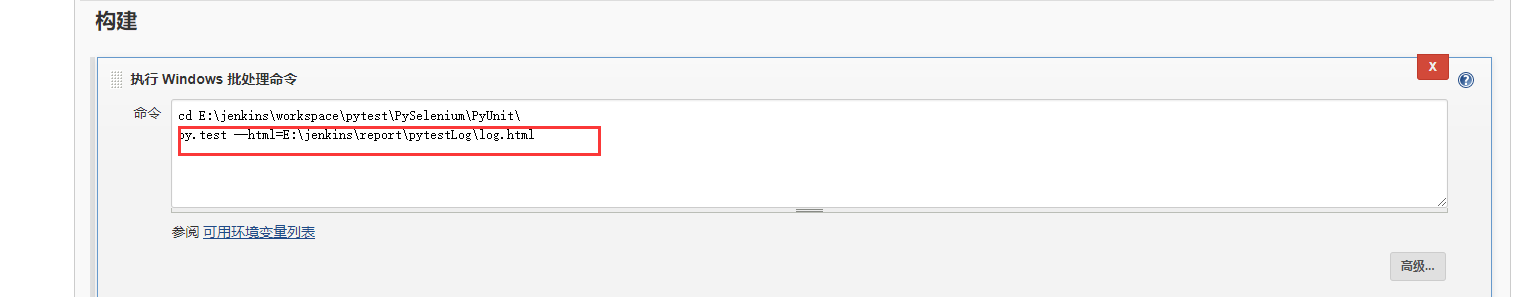 构建
执行 Windows 批处理命令
X
?
命令
cd E:\jenkins\workspace\pytest\PySelenium\PyUnit\
py.test --html=E:\jenkins\report\pytestLog\log.html
参阅 可用环境变量列表
高级...